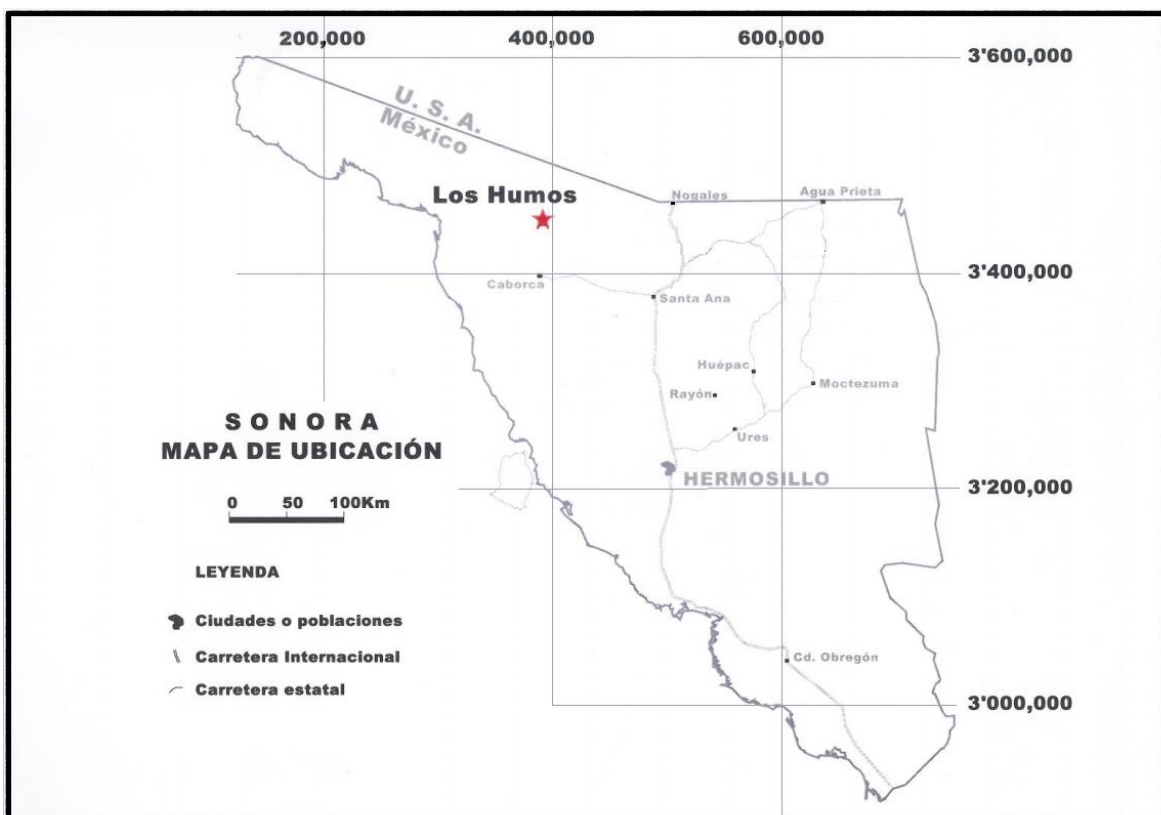 200,000 400,000 600,000
3'600,000
U. S. A.
México
Los Humos
Nogales
Agua Prieta
3'400,000
Caborca
Santa Ana
Huépac
Moctezuma
Rayón
SONORA
MAPA DE UBICACIÓN
Ures
HERMOSILLO
3'200,000
0 50 100Km
LEYENDA
Ciudades o poblaciones
Carretera Internacional
Cd. Obregón
Carretera estatal
3'000,000